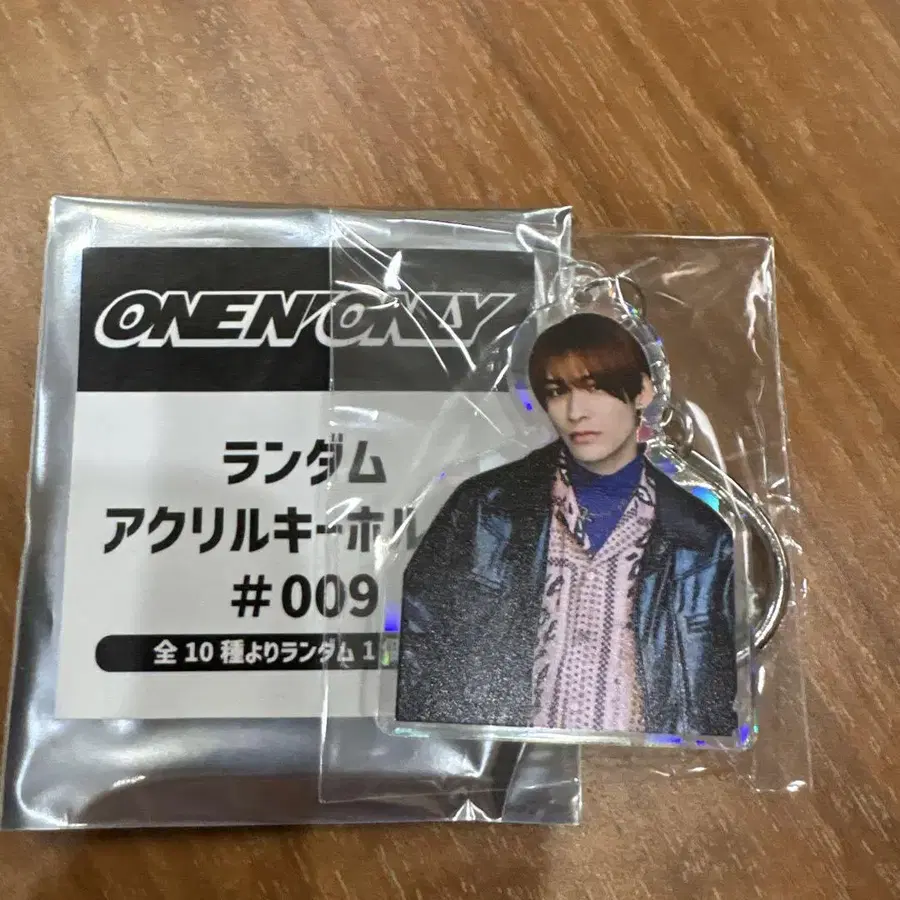 ONE N' ONLY
ランダム
アクリルキーホル
#009
全10種よりランダム1